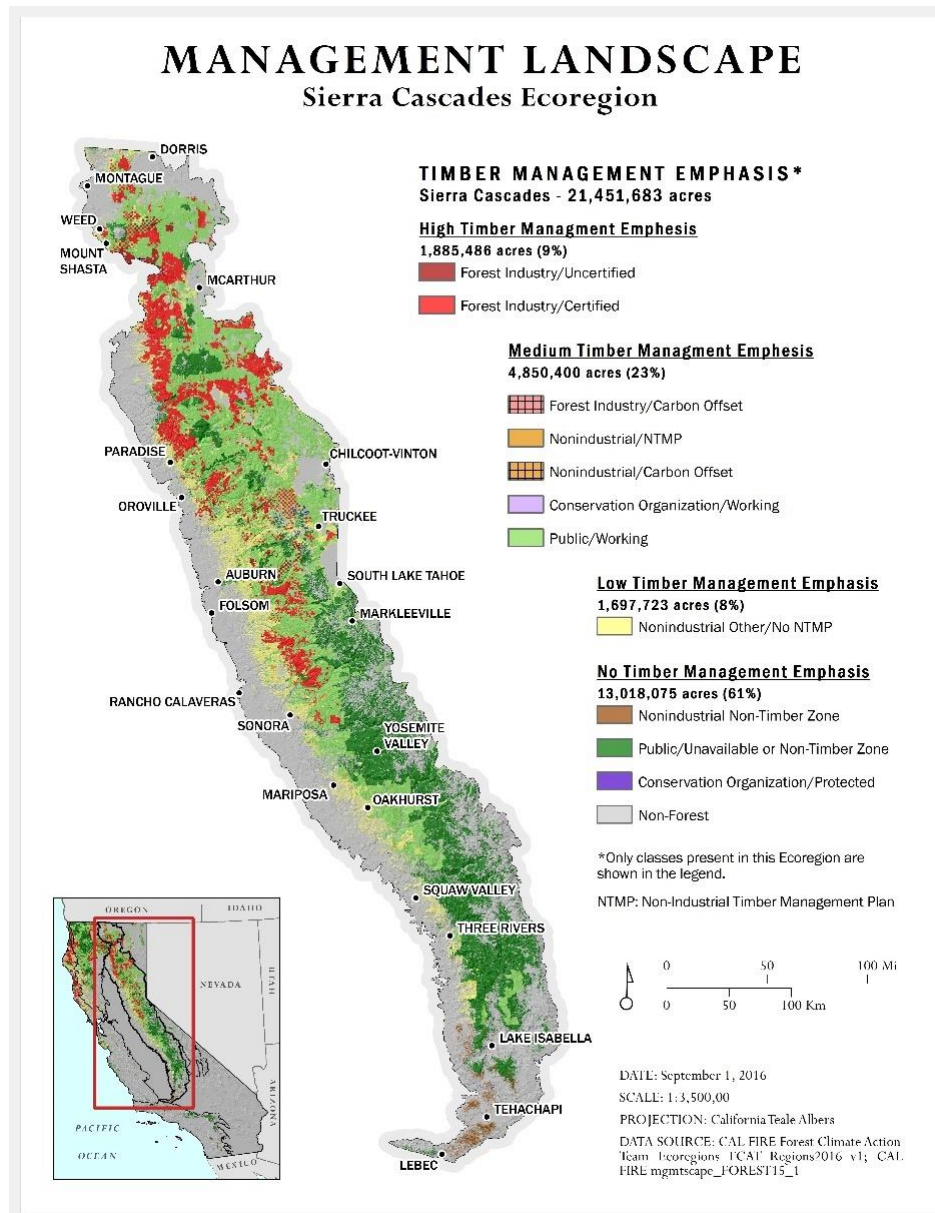 MANAGEMENT LANDSCAPE
Sierra Cascades Ecoregion
DORRIS
MONTAGUE
WEED
MOUNT
SHASTA
MCARTHUR
PARADISE
CHILCOOT-VINTON
OROVILLE
TRUCKEE
AUBURN
SOUTH LAKE TAHOE
FOLSOM
MARKLEEVILLE
RANCHO CALAVERAS
SONORA
YOSEMITE
VALLEY
MARIPOSA
OAKHURST
SQUAW VALLEY
THREE RIVERS
LAKE ISABELLA
TEHACHAPI
LEBEC
TIMBER MANAGEMENT EMPHASIS*
Sierra Cascades - 21,451,683 acres
High Timber Managment Emphesis
1,885,486 acres (9%)
Forest Industry/Uncertified
Forest Industry/Certified
Medium Timber Managment Emphesis
4,850,400 acres (23%)
Forest Industry/Carbon Offset
Nonindustrial/NTMP
Nonindustrial/Carbon Offset
Conservation Organization/Working
Public/Working
Low Timber Management Emphasis
1,697,723 acres (8%)
Nonindustrial Other/No NTMP
No Timber Management Emphasis
13,018,075 acres (61%)
Nonindustrial Non-Timber Zone
Public/Unavailable or Non-Timber Zone
Conservation Organization/Protected
Non-Forest
*Only classes present in this Ecoregion are
shown in the legend.
NTMP: Non-Industrial Timber Management Plan
0 50 100 Mi
0 50 100 Km
DATE: September 1, 2016
SCALE: 1:3,500,00
PROJECTION: California Teale Albers
DATA SOURCE: CAL FIRE Forest Climate Action
Team Ecoregions FCAT_Regions2016_v1; CAL
FIRE mgmtscape_FOREST15_1
OREGON
IDAHO
NEVADA
UTAH
ARIZONA
PACIFIC
OCEAN
MEXICO